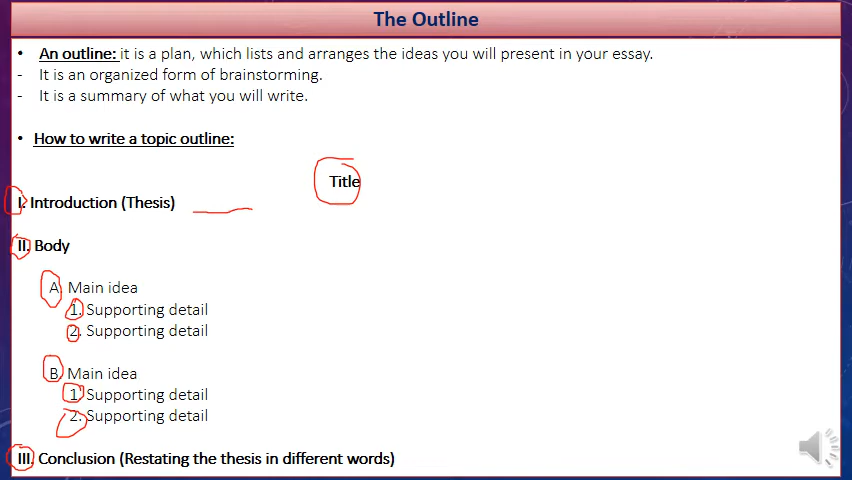 The Outline
• An outline: it is a plan, which lists and arranges the ideas you will present in your essay.
- It is an organized form of brainstorming.
- It is a summary of what you will write.
• How to write a topic outline:
Title
I. Introduction (Thesis)
II. Body
A. Main idea
1. Supporting detail
2. Supporting detail
B. Main idea
1. Supporting detail
2. Supporting detail
III. Conclusion (Restating the thesis in different words)